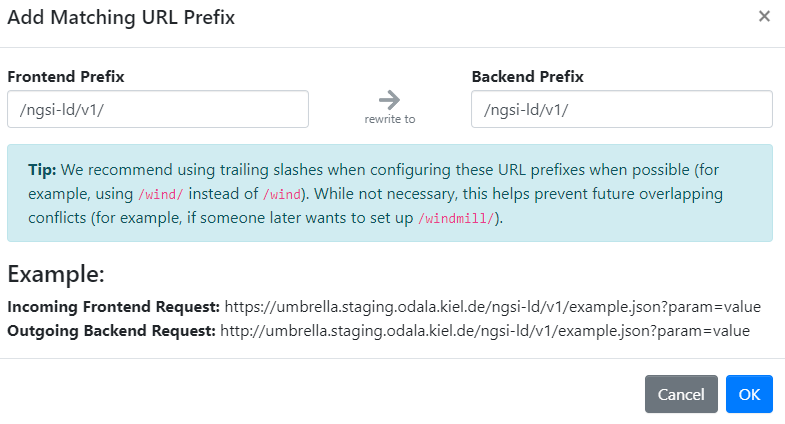 Add Matching URL Prefix ×
Frontend Prefix Backend Prefix
/ngsi-ld/v1/ rewrite to /ngsi-ld/v1/
Tip: We recommend using trailing slashes when configuring these URL prefixes when possible (for
example, using /wind/ instead of /wind). While not necessary, this helps prevent future overlapping
conflicts (for example, if someone later wants to set up /windmill/).
Example:
Incoming Frontend Request: https://umbrella.staging.odala.kiel.de/ngsi-ld/v1/example.json?param=value
Outgoing Backend Request: http://umbrella.staging.odala.kiel.de/ngsi-ld/v1/example.json?param=value
Cancel OK